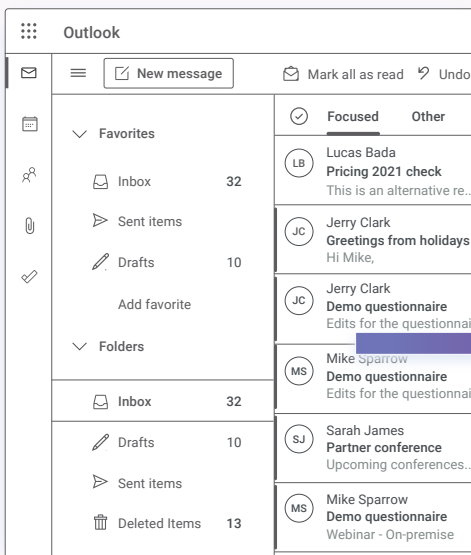 Outlook
New message
Mark all as read
Undo
Favorites
Inbox 32
Sent items
Drafts 10
Add favorite
Folders
Inbox 32
Drafts 10
Sent items
Deleted Items 13
Focused Other
LB
Lucas Bada
Pricing 2021 check
This is an alternative re...
JC
Jerry Clark
Greetings from holidays
Hi Mike,
JC
Jerry Clark
Demo questionnaire
Edits for the questionnai
MS
Mike Sparrow
Demo questionnaire
Edits for the questionnai
SJ
Sarah James
Partner conference
Upcoming conferences...
MS
Mike Sparrow
Demo questionnaire
Webinar - On-premise